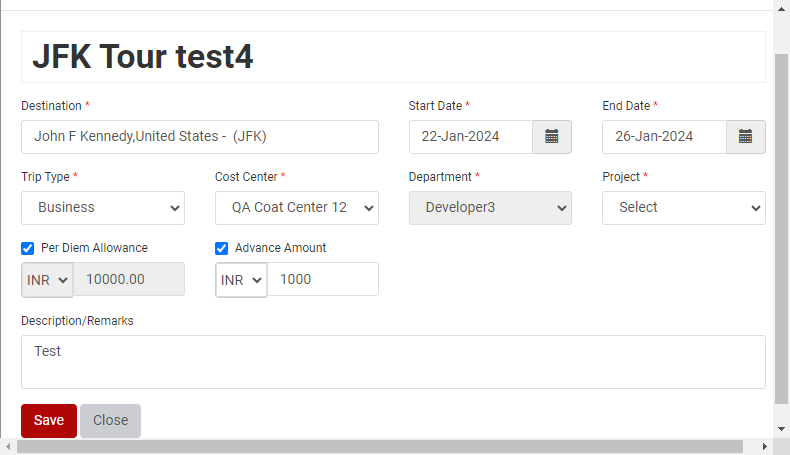 JFK Tour test4
Destination * Start Date * End Date *
John F Kennedy,United States - (JFK) 22-Jan-2024 26-Jan-2024
Trip Type * Cost Center * Department * Project *
Business QA Coat Center 12 Developer3 Select
Per Diem Allowance Advance Amount
INR 10000.00 INR 1000
Description/Remarks
Test
Save Close